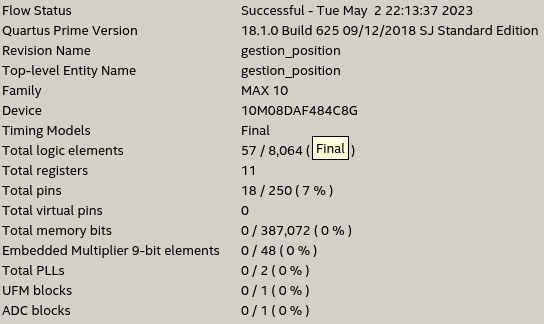 Flow Status Successful - Tue May 2 22:13:37 2023
Quartus Prime Version 18.1.0 Build 625 09/12/2018 SJ Standard Edition
Revision Name gestion_position
Top-level Entity Name gestion_position
Family MAX 10
Device 10M08DAF484C8G
Timing Models Final
Total logic elements 57 / 8,064 ( Final )
Total registers 11
Total pins 18 / 250 ( 7 % )
Total virtual pins 0
Total memory bits 0 / 387,072 ( 0 % )
Embedded Multiplier 9-bit elements 0 / 48 ( 0 % )
Total PLLs 0 / 2 ( 0 % )
UFM blocks 0 / 1 ( 0 % )
ADC blocks 0 / 1 ( 0 % )